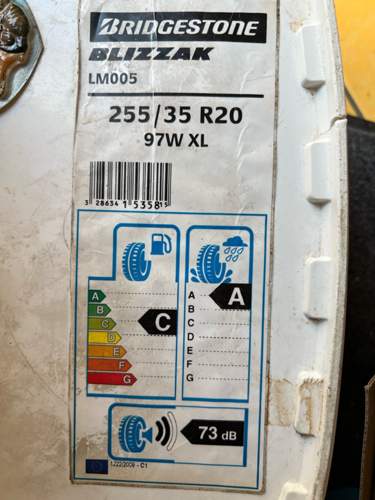 BRIDGESTONE
BLIZZAK
LM005
255/35 R20
97W XL
3 286341 535815
A
B
C
D
E
F
G
C
A
B
C
D
E
F
G
A
73 dB
1222/2009 - C1